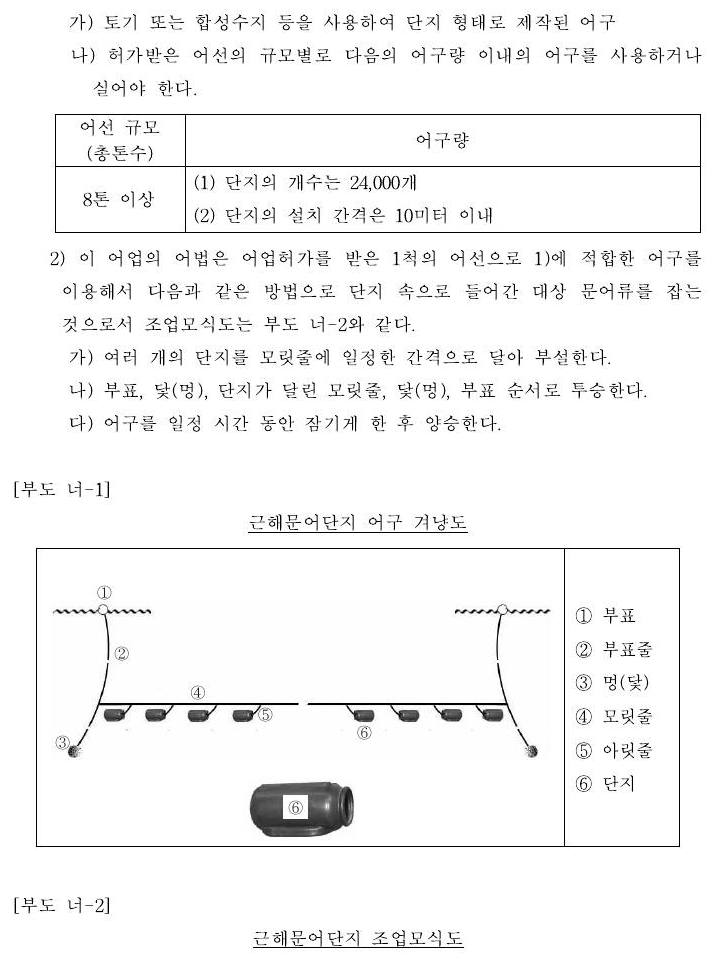 가) 토기 또는 합성수지 등을 사용하여 단지 형태로 제작된 어구
나) 허가받은 어선의 규모별로 다음의 어구량 이내의 어구를 사용하거나
실어야 한다.
어선 규모
(총톤수)
어구량
8톤 이상
(1) 단지의 개수는 24,000개
(2) 단지의 설치 간격은 10미터 이내
2) 이 어업의 어법은 어업허가를 받은 1척의 어선으로 1)에 적합한 어구를
이용해서 다음과 같은 방법으로 단지 속으로 들어간 대상 문어류를 잡는
것으로서 조업모식도는 부도 너-2와 같다.
가) 여러 개의 단지를 모릿줄에 일정한 간격으로 달아 부설한다.
나) 부표, 닻(멍), 단지가 달린 모릿줄, 닻(멍), 부표 순서로 투승한다.
다) 어구를 일정 시간 동안 잠기게 한 후 양승한다.
[부도 너-1]
근해문어단지 어구 겨냥도
①
②
③
④
⑤
⑥
⑥
① 부표
② 부표줄
③ 멍(닻)
④ 모릿줄
⑤ 아릿줄
⑥ 단지
[부도 너-2]
근해문어단지 조업모식도